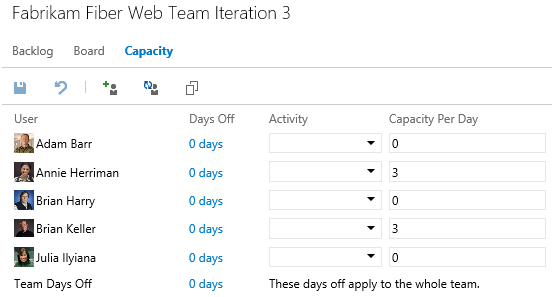 Fabrikam Fiber Web Team Iteration 3
Backlog Board Capacity
User Days Off Activity Capacity Per Day
Adam Barr 0 days 0
Annie Herriman 0 days 3
Brian Harry 0 days 0
Brian Keller 0 days 3
Julia Ilyiana 0 days 0
Team Days Off 0 days These days off apply to the whole team.